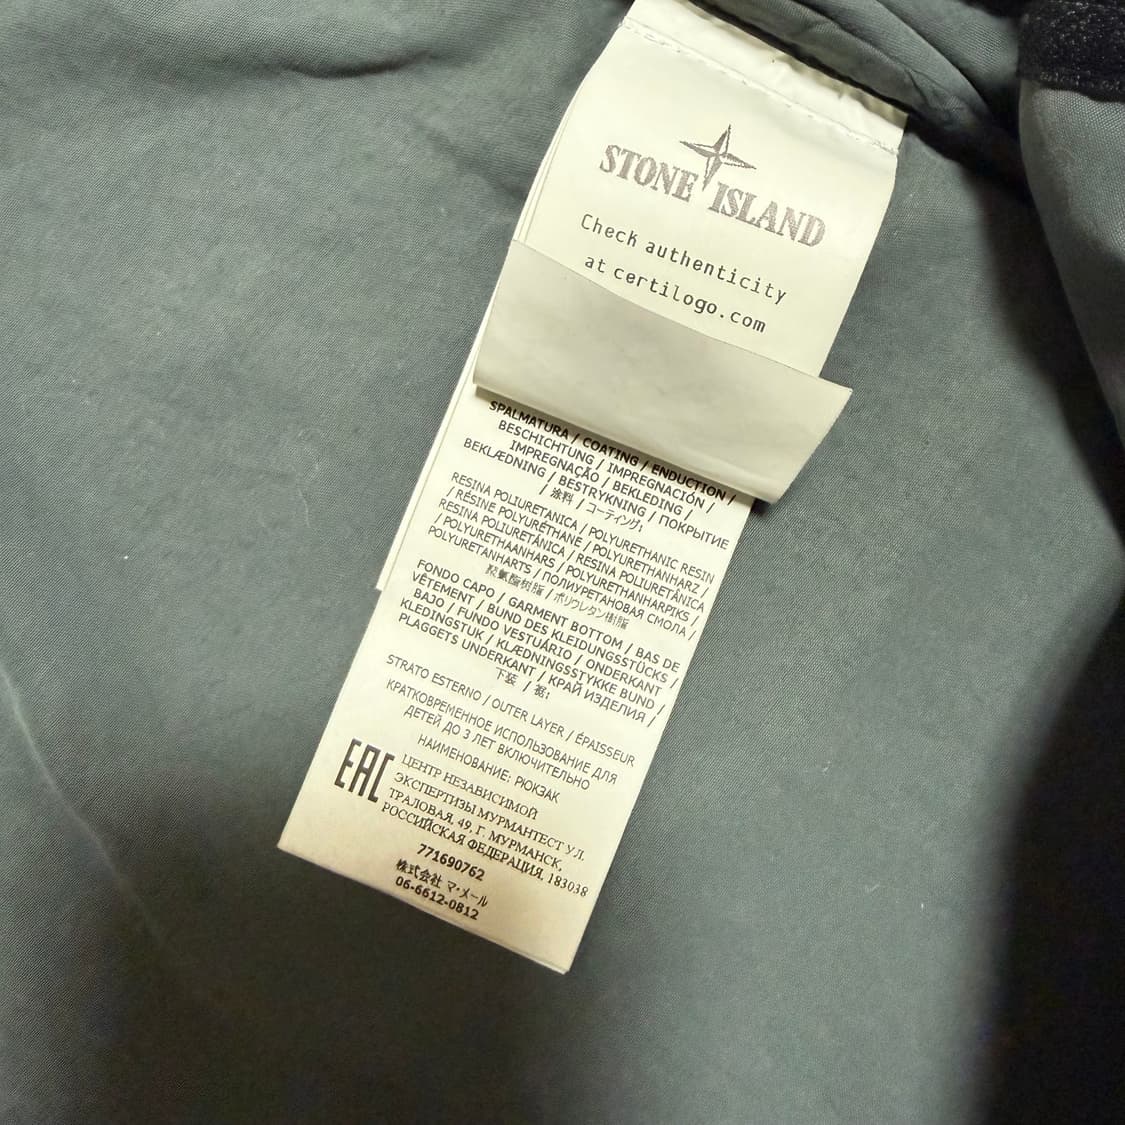 STONE ISLAND
Check authenticity
at certilogo.com
SPALMATURA / COATING / ENDUCTION /
BESCHICHTUNG / IMPREGNACIÓN /
IMPREGNAÇÃO / BEKLEDING /
BEKLÆDNING / BESTRYKNING / ПОКРЫТИЕ
/ 涂料 / コーティング:
RESINA POLIURETANICA / POLYURETHANIC RESIN
/ RÉSINE POLYURÉTHANE / POLYURETHANHARZ /
RESINA POLIURETÂNICA / RESINA POLIURETÂNICA
/ POLYURETHAANHARS / POLYURETHANHARPIKS /
POLYURETANHARTS / ПОЛИУРЕТАНОВАЯ СМОЛА /
聚氨酯树脂 / ポリウレタン樹脂
FONDO CAPO / GARMENT BOTTOM / BAS DE
VÊTEMENT / BUND DES KLEIDUNGSSTÜCKS /
BAJO / FUNDO VESTUÁRIO / ONDERKANT
KLEDINGSTUK / KLÆDNINGSSTYKKE BUND /
PLAGGETS UNDERKANT / КРАЙ ИЗДЕЛИЯ /
下装 / 裾:
STRATO ESTERNO / OUTER LAYER / ÉPAISSEUR
КРАТКОВРЕМЕННОЕ ИСПОЛЬЗОВАНИЕ ДЛЯ
ДЕТЕЙ ДО 3 ЛЕТ ВКЛЮЧИТЕЛЬНО
НАИМЕНОВАНИЕ: РЮКЗАК
EAC ЦЕНТР НЕЗАВИСИМОЙ
ЭКСПЕРТИЗЫ МУРМАНТЕСТ УЛ.
ТРАЛОВАЯ, 49, Г. МУРМАНСК,
РОССИЙСКАЯ ФЕДЕРАЦИЯ, 183038
771690762
株式会社 マ・メール
06-6612-0812